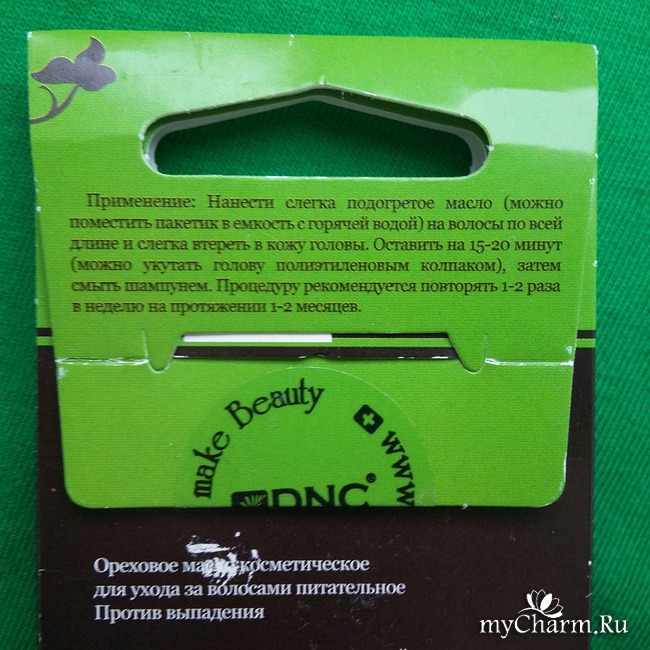 Применение: Нанести слегка подогретое масло (можно
поместить пакетик в емкость с горячей водой) на волосы по всей
длине и слегка втереть в кожу головы. Оставить на 15-20 минут
(можно укутать голову полиэтиленовым колпаком), затем
смыть шампунем. Процедуру рекомендуется повторять 1-2 раза
в неделю на протяжении 1-2 месяцев.
make Beauty
www
DNC®
Ореховое масло косметическое
для ухода за волосами питательное
Против выпадения
myCharm.Ru